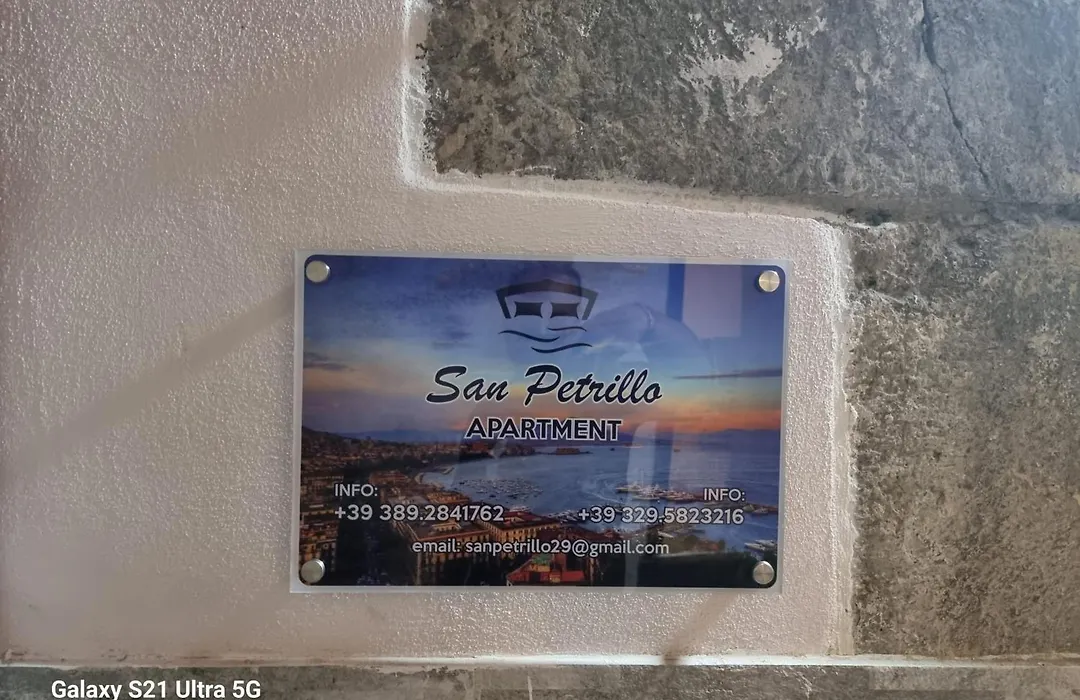 San Petrillo
APARTMENT
INFO:
+39 389.2841762
INFO:
+39 329.5823216
email: sanpetrillo29@gmail.com
Galaxy S21 Ultra 5G